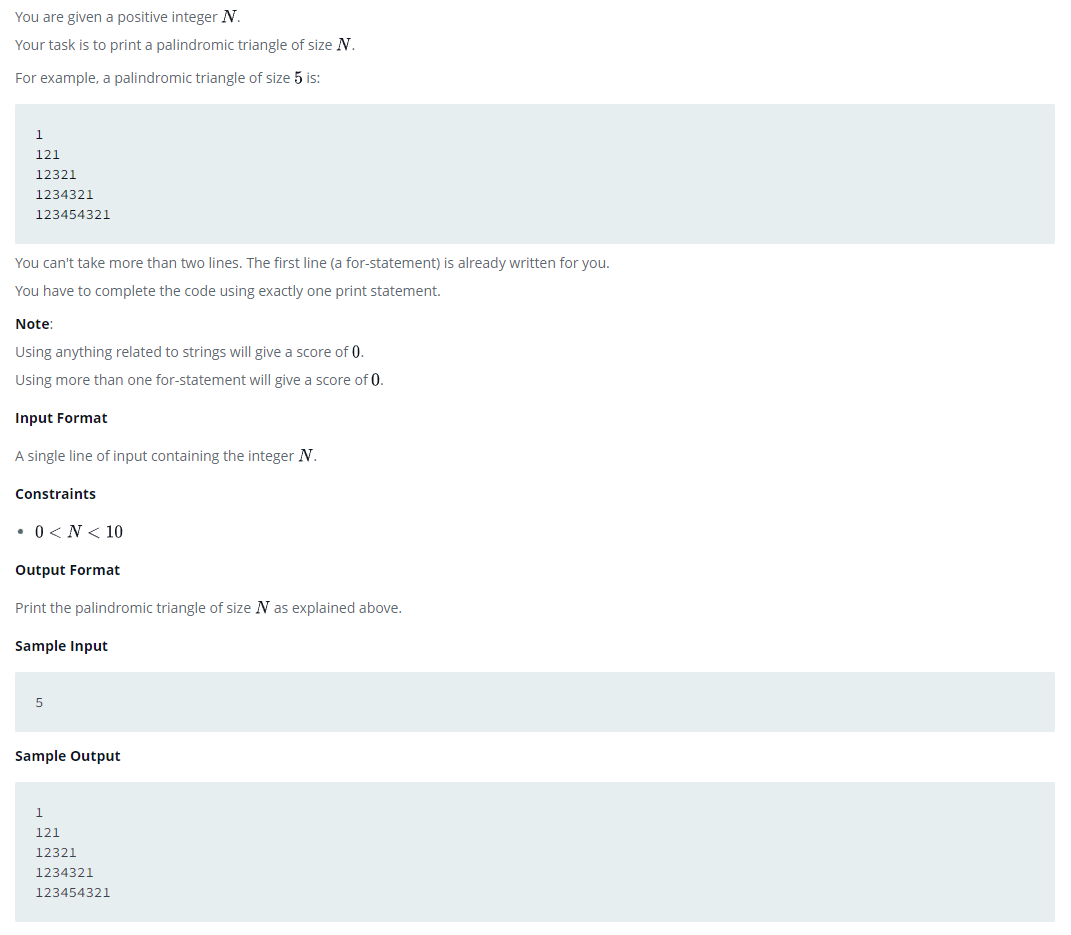 You are given a positive integer N.
Your task is to print a palindromic triangle of size N.
For example, a palindromic triangle of size 5 is:
1
121
12321
1234321
123454321
You can't take more than two lines. The first line (a for-statement) is already written for you.
You have to complete the code using exactly one print statement.
Note:
Using anything related to strings will give a score of 0.
Using more than one for-statement will give a score of 0.
Input Format
A single line of input containing the integer N.
Constraints
• 0 < N < 10
Output Format
Print the palindromic triangle of size N as explained above.
Sample Input
5
Sample Output
1
121
12321
1234321
123454321